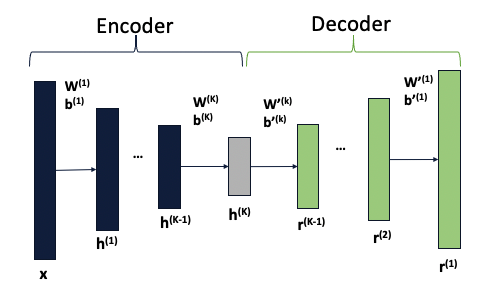 Encoder
Decoder
W⁽¹⁾
b⁽¹⁾
...
W⁽ᴷ⁾
b⁽ᴷ⁾
W'⁽ᵏ⁾
b'⁽ᵏ⁾
...
W'⁽¹⁾
b'⁽¹⁾
x
h⁽¹⁾
h⁽ᴷ⁻¹⁾
h⁽ᴷ⁾
r⁽ᴷ⁻¹⁾
r⁽²⁾
r⁽¹⁾